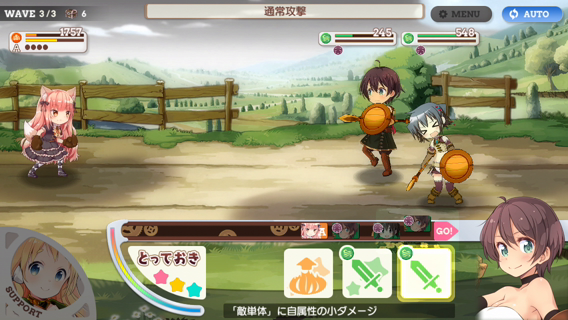 WAVE 3/3 6
通常攻撃
MENU
AUTO
1757
A
245
548
GO!
とっておき
SUPPORT
「敵単体」に自属性の小ダメージ